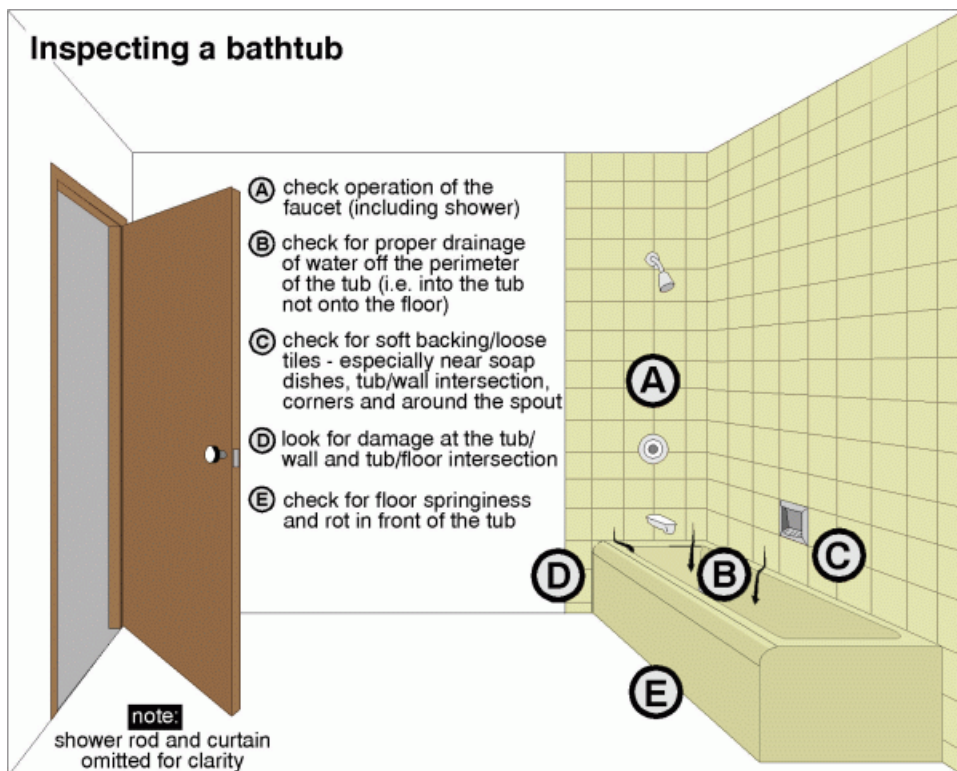 Inspecting a bathtub
A check operation of the
faucet (including shower)
B check for proper drainage
of water off the perimeter
of the tub (i.e. into the tub
not onto the floor)
C check for soft backing/loose
tiles - especially near soap
dishes, tub/wall intersection,
corners and around the spout
D look for damage at the tub/
wall and tub/floor intersection
E check for floor springiness
and rot in front of the tub
A
B
C
D
E
note:
shower rod and curtain
omitted for clarity